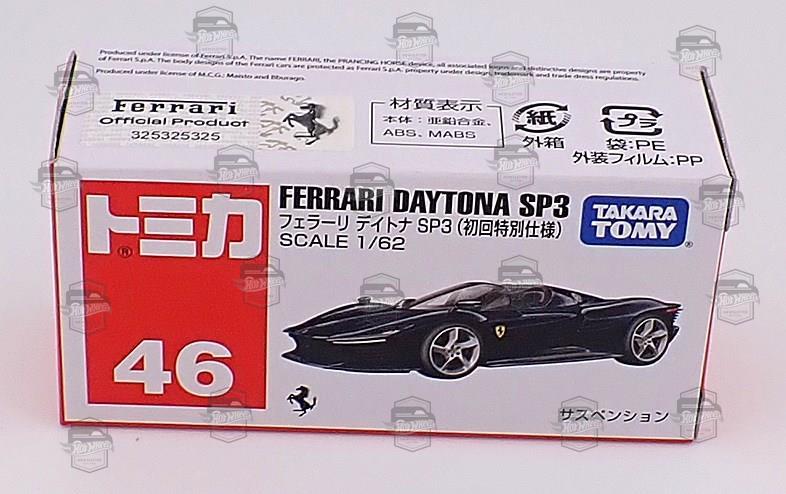 Produced under license of Ferrari S.p.A. The name FERRARI, the PRANCING HORSE device, all associated logos and distinctive designs are property
of Ferrari S.p.A. The body designs of the Ferrari cars are protected as Ferrari S.p.A. property under design, trademark and trade dress regulations.
Produced under license of M.C.G.; Maisto and Bburago.
Ferrari
Official Product
325325325
材質表示
本体：亜鉛合金、
ABS、MABS
紙
外箱
プラ
袋:PE
外装フィルム:PP
トミカ®
46
FERRARI DAYTONA SP3
フェラーリ デイトナ SP3 (初回特別仕様)
SCALE 1/62
TAKARA
TOMY®
サスペンション